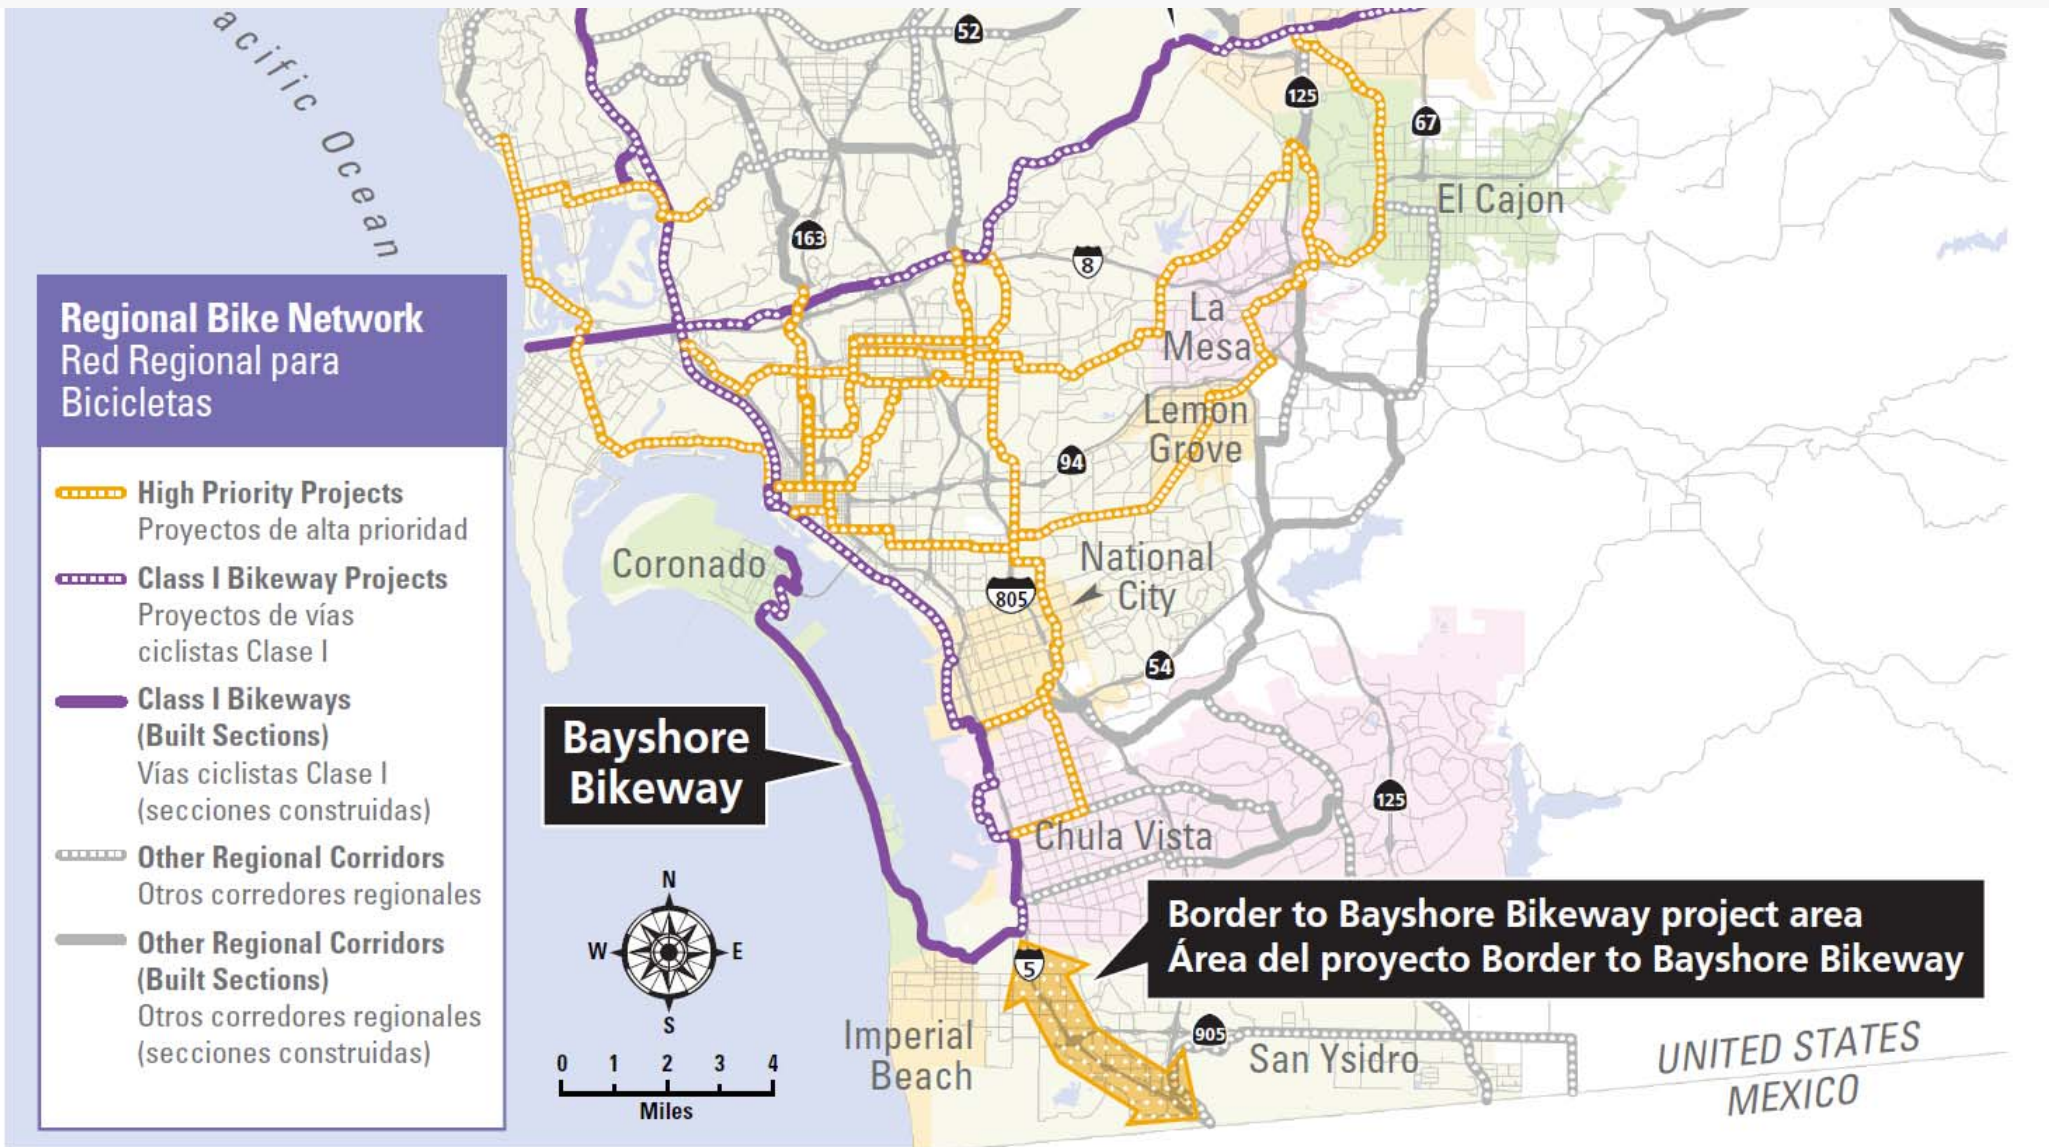 acific Ocean
52
125
67
El Cajon
163
8
La
Mesa
Regional Bike Network
Red Regional para
Bicicletas
Lemon
Grove
94
High Priority Projects
Proyectos de alta prioridad
Class I Bikeway Projects
Proyectos de vías
ciclistas Clase I
Class I Bikeways
(Built Sections)
Vías ciclistas Clase I
(secciones construidas)
Other Regional Corridors
Otros corredores regionales
Other Regional Corridors
(Built Sections)
Otros corredores regionales
(secciones construidas)
Coronado
National
City
805
54
Bayshore
Bikeway
125
Chula Vista
N
W
E
S
0 1 2 3 4
Miles
Border to Bayshore Bikeway project area
Área del proyecto Border to Bayshore Bikeway
5
905
Imperial
Beach
San Ysidro
UNITED STATES
MEXICO